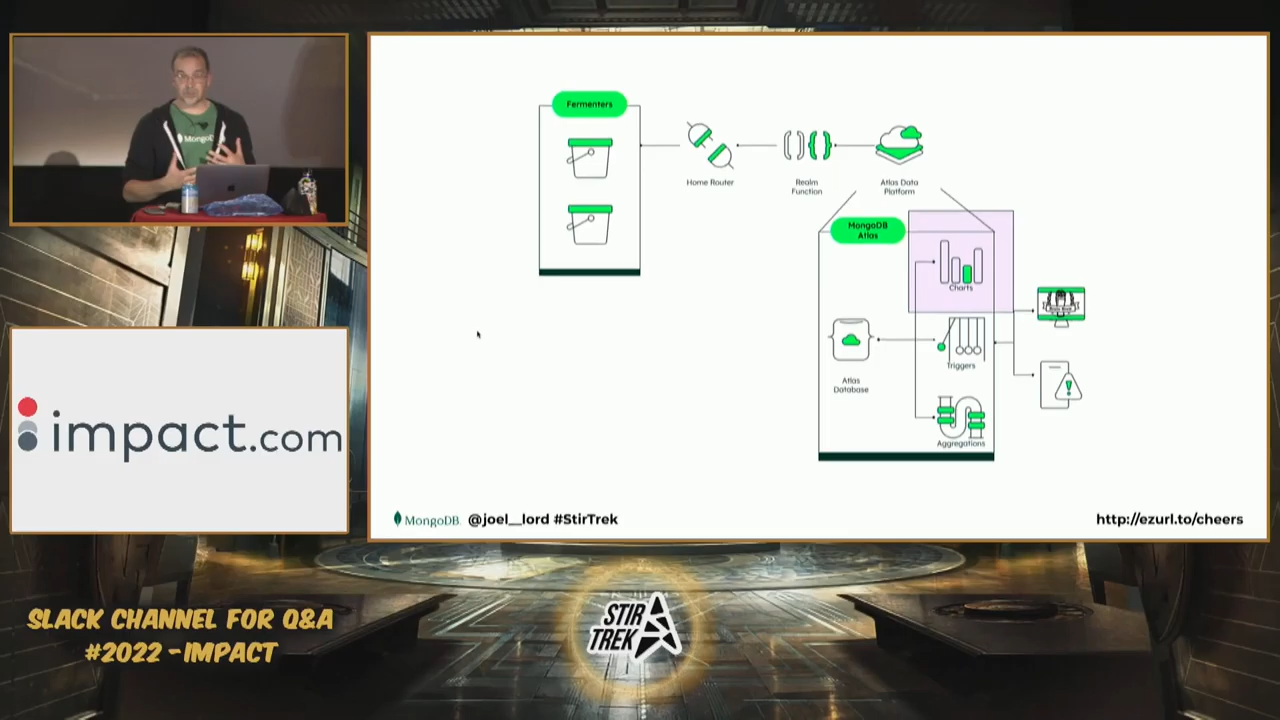 MongoDB
Fermenters
Home Router
Realm
Function
Atlas Data
Platform
MongoDB
Atlas
Charts
Triggers
Atlas
Database
Aggregations
impact.com
MongoDB. @joel__lord #StirTrek
http://ezurl.to/cheers
SLACK CHANNEL FOR Q&A
#2022 - IMPACT
STIR
TREK